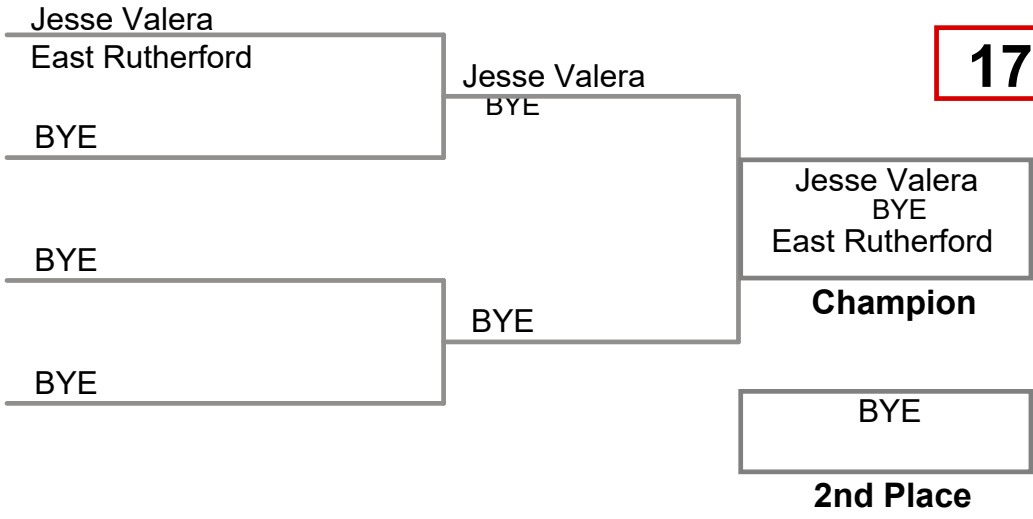 Jesse Valera
East Rutherford
BYE
BYE
BYE
Jesse Valera
BYE
BYE
17
Jesse Valera
BYE
East Rutherford
Champion
BYE
2nd Place